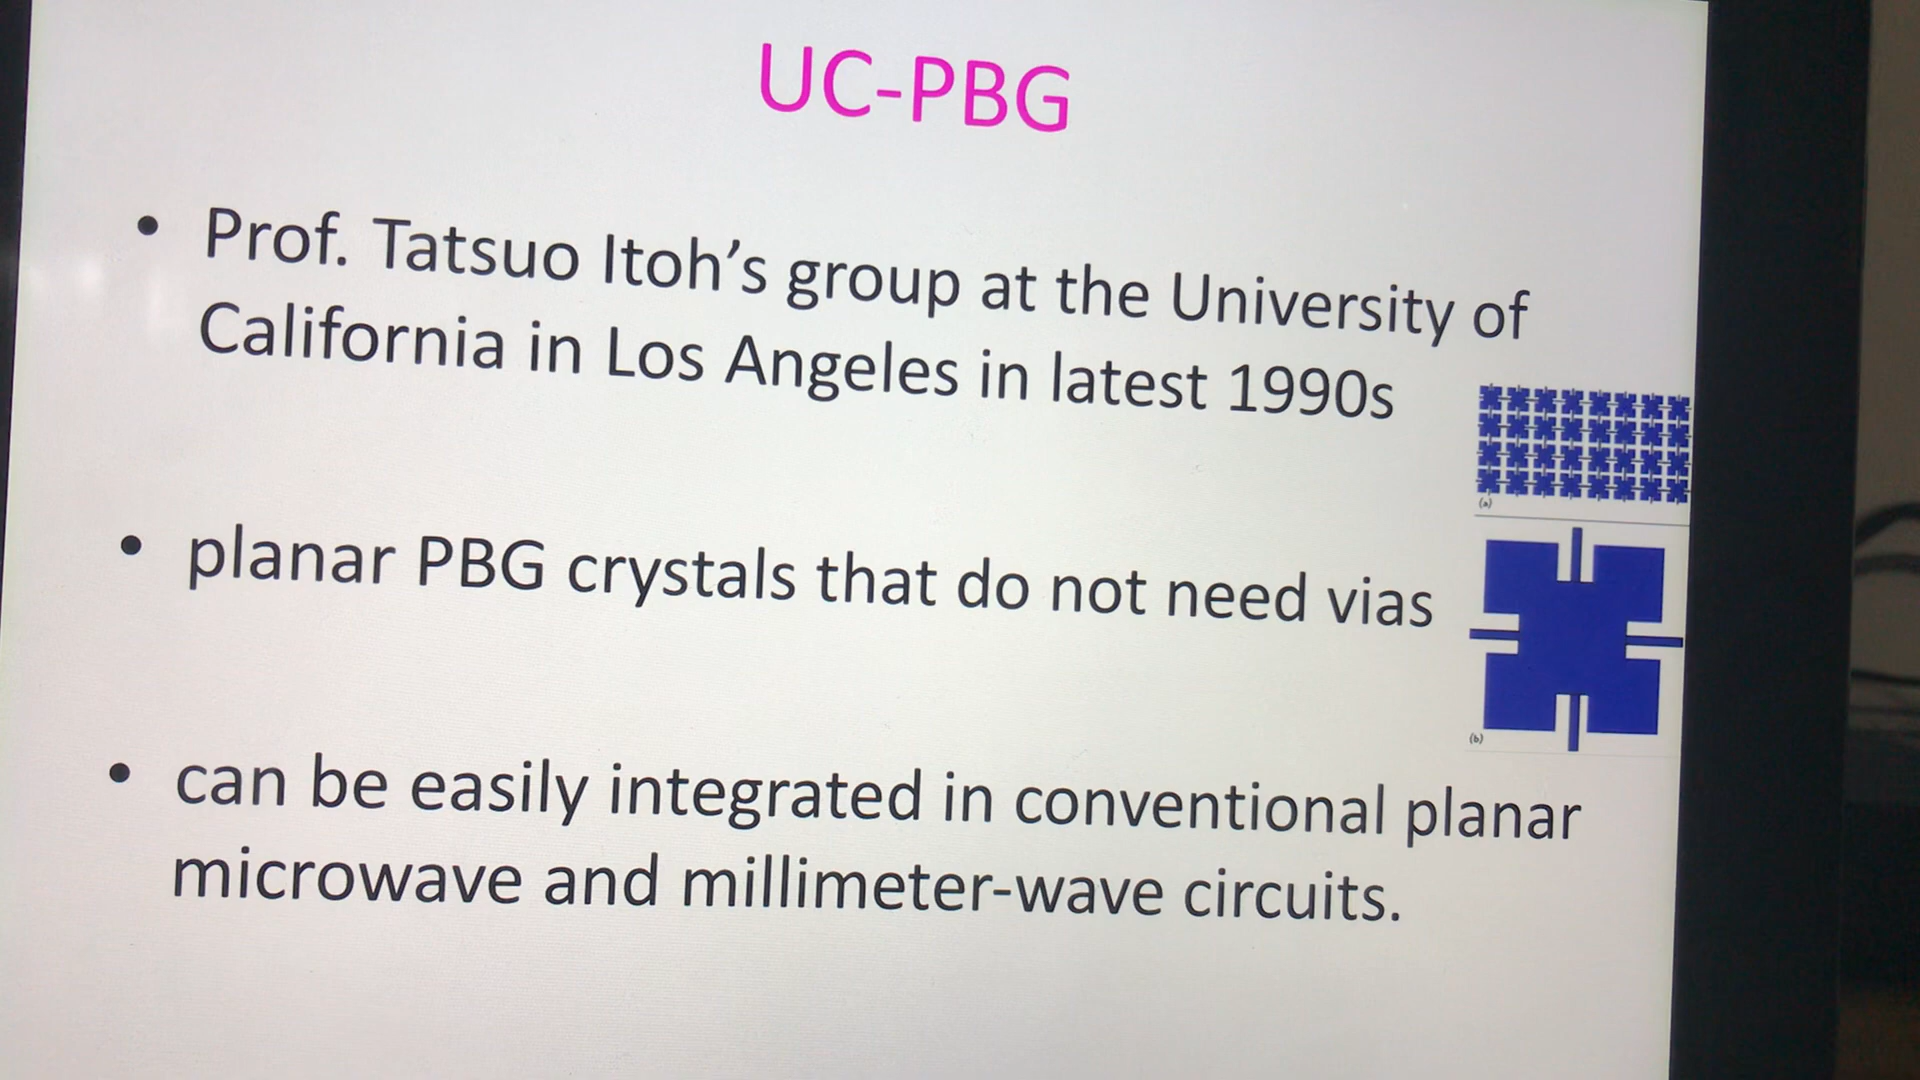 UC-PBG
• Prof. Tatsuo Itoh’s group at the University of
California in Los Angeles in latest 1990s
(a)
• planar PBG crystals that do not need vias
(b)
• can be easily integrated in conventional planar
microwave and millimeter-wave circuits.